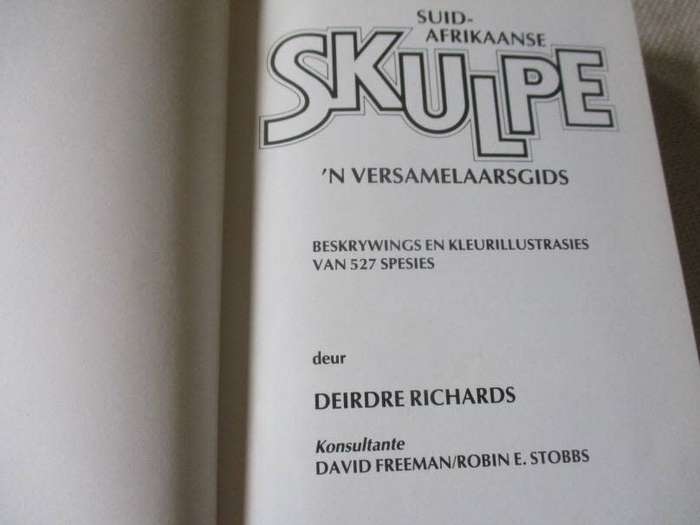 SUID-
AFRIKAANSE
SKULPE
'N VERSAMELAARSGIDS
BESKRYWINGS EN KLEURILLUSTRASIES
VAN 527 SPESIES
deur
DEIRDRE RICHARDS
Konsultante
DAVID FREEMAN/ROBIN E. STOBBS